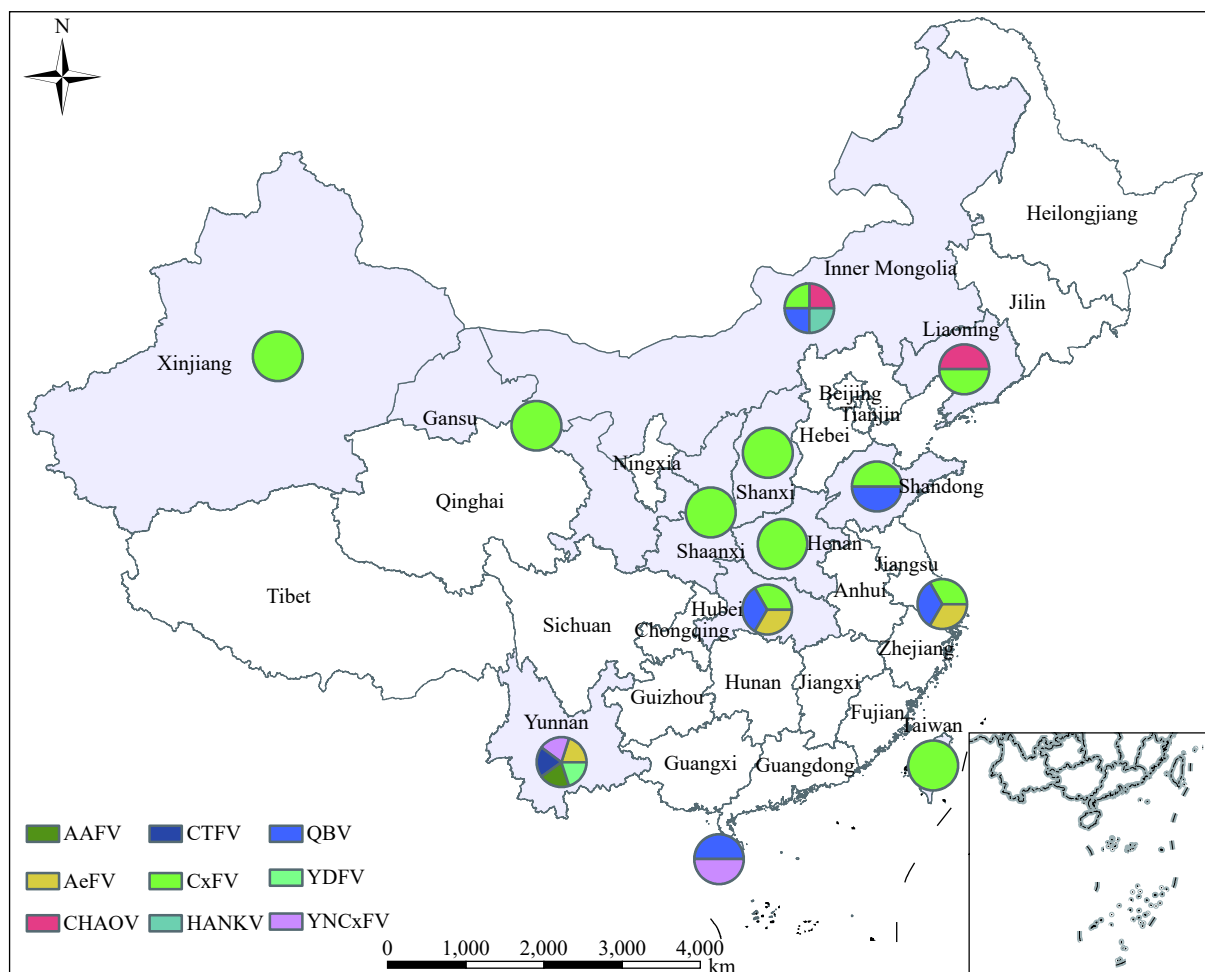 N
Heilongjiang
Inner Mongolia
Jilin
Liaoning
Xinjiang
Beijing
Tianjin
Gansu
Hebei
Ningxia
Shanxi
Shandong
Qinghai
Shaanxi
Henan
Jiangsu
Anhui
Tibet
Hubei
Sichuan
Chongqing
Zhejiang
Guizhou
Hunan
Jiangxi
Fujian
Yunnan
Taiwan
Guangxi
Guangdong
AAFV CTFV QBV
AeFV CxFV YDFV
CHAOV HANKV YNCxFV
0 1,000 2,000 3,000 4,000
km